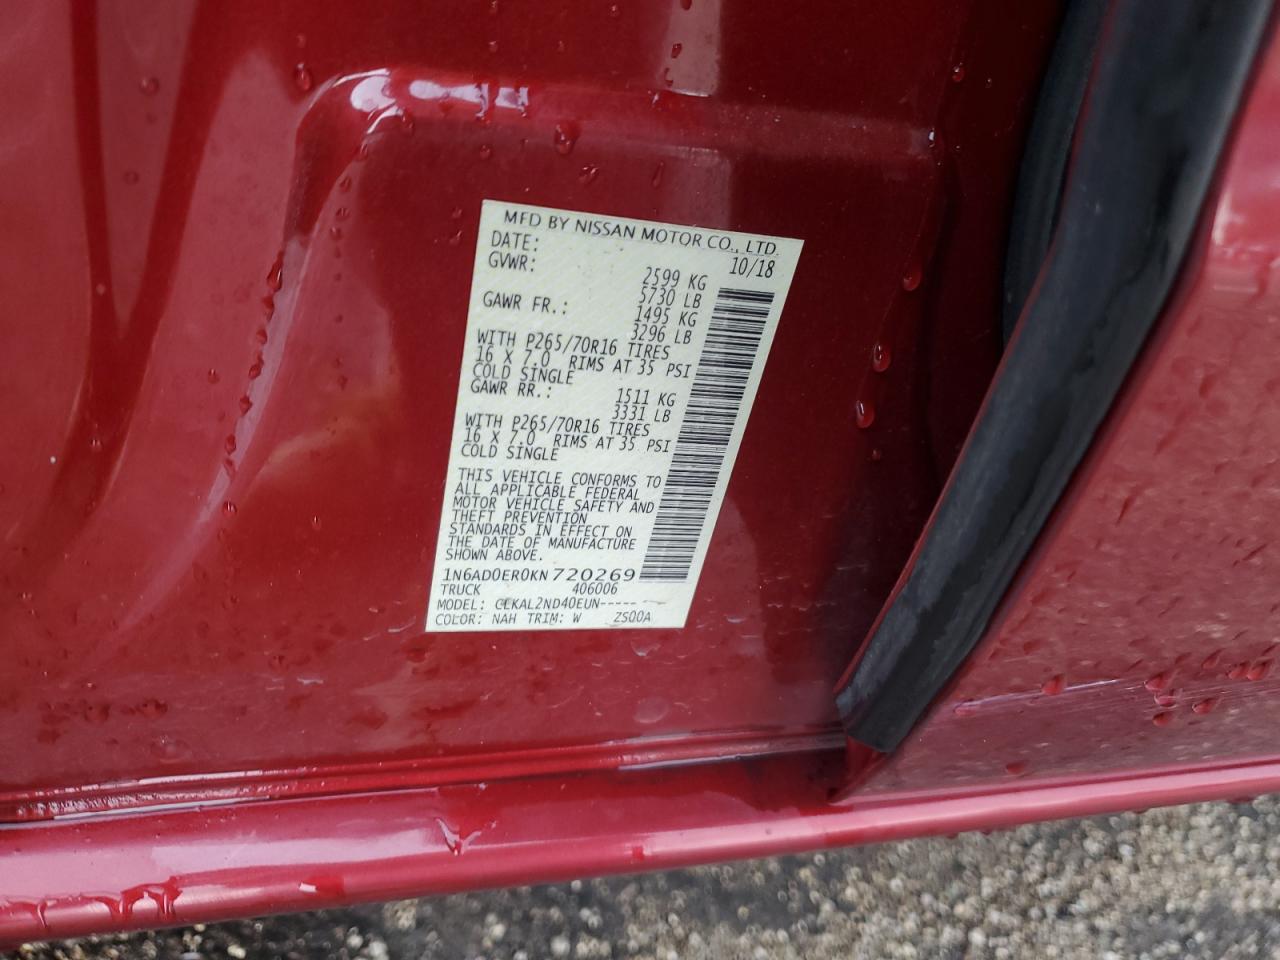 MFD BY NISSAN MOTOR CO., LTD.
DATE: 10/18
GVWR: 2599 KG
5730 LB
GAWR FR.: 1495 KG
3296 LB
WITH P265/70R16 TIRES
16 X 7.0 RIMS AT 35 PSI
COLD SINGLE
GAWR RR.: 1511 KG
3331 LB
WITH P265/70R16 TIRES
16 X 7.0 RIMS AT 35 PSI
COLD SINGLE
THIS VEHICLE CONFORMS TO
ALL APPLICABLE FEDERAL
MOTOR VEHICLE SAFETY AND
THEFT PREVENTION
STANDARDS IN EFFECT ON
THE DATE OF MANUFACTURE
SHOWN ABOVE.
1N6AD0ER0KN720269
TRUCK 406006
MODEL: -----
COLOR: NAH TRIM: W ZS00A